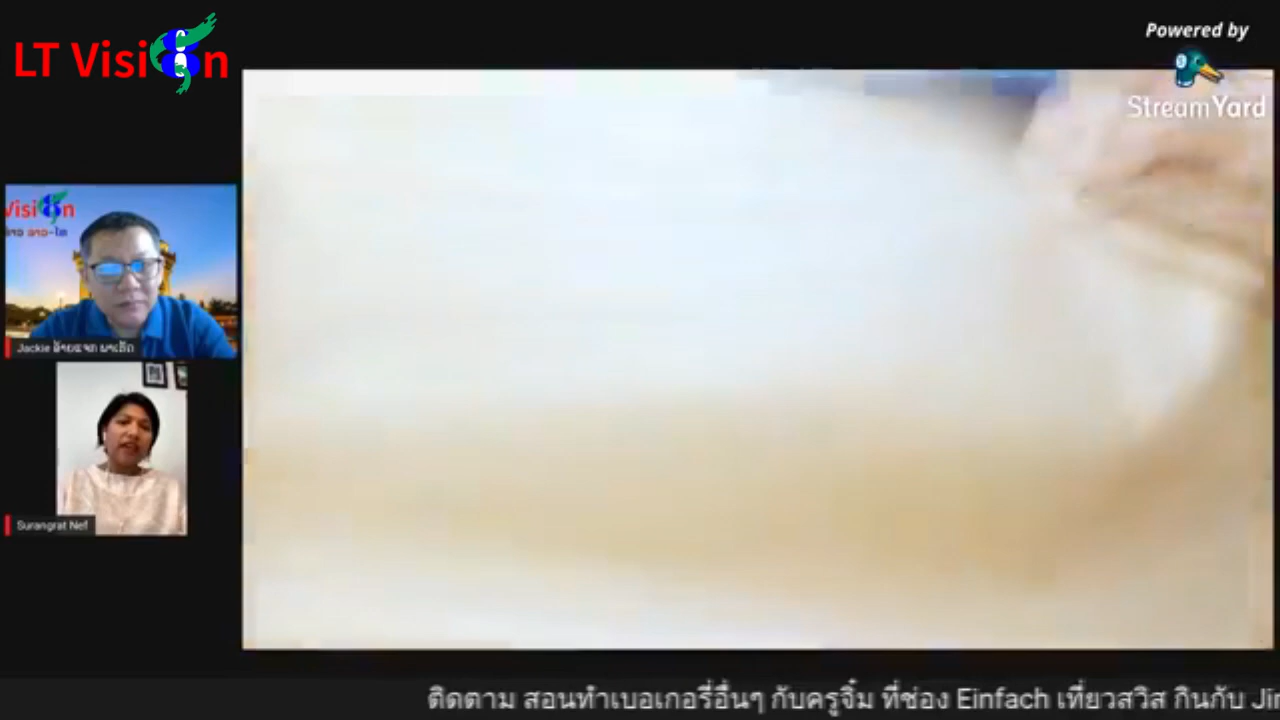 LT Vision
Powered by
StreamYard
Visi n
Jackie
Surangrat Nef
ติดตาม สอนทำเบอเกอรี่อื่นๆ กับครูจิ๋ม ที่ช่อง Einfach เที่ยวสวิส กินกับ Ji